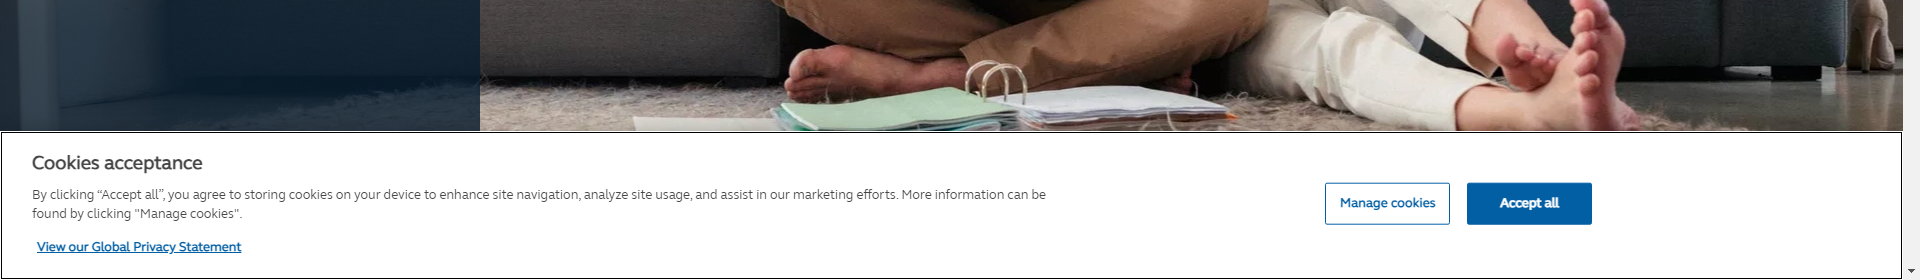 Cookies acceptance
By clicking “Accept all”, you agree to storing cookies on your device to enhance site navigation, analyze site usage, and assist in our marketing efforts. More information can be
found by clicking "Manage cookies".
View our Global Privacy Statement
Manage cookies
Accept all